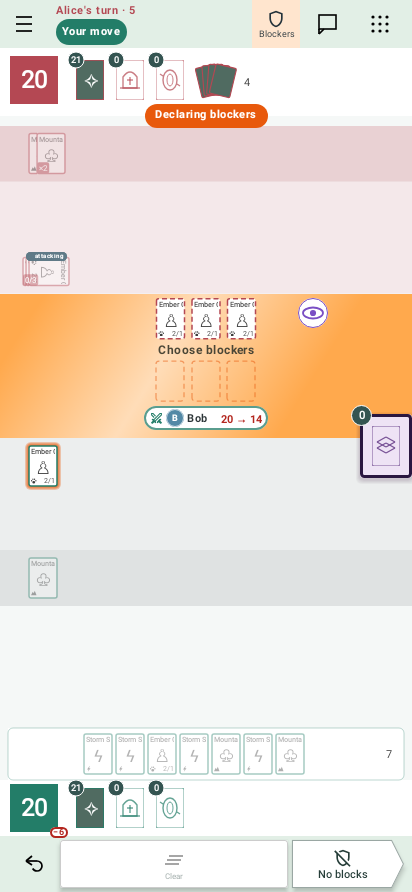 Alice's turn · 5
Your move
Blockers
20
21
0
0
4
Declaring blockers
Mounta
×2
attacking
Ember C
Ember C
Ember C
2/1
2/1
2/1
Choose blockers
B Bob 20 → 14
0
Ember C
2/1
Mounta
Storm S
Storm S
Ember C
Storm S
Mounta
Storm S
Mounta
2/1
7
20
21
0
0
-6
Clear
No blocks